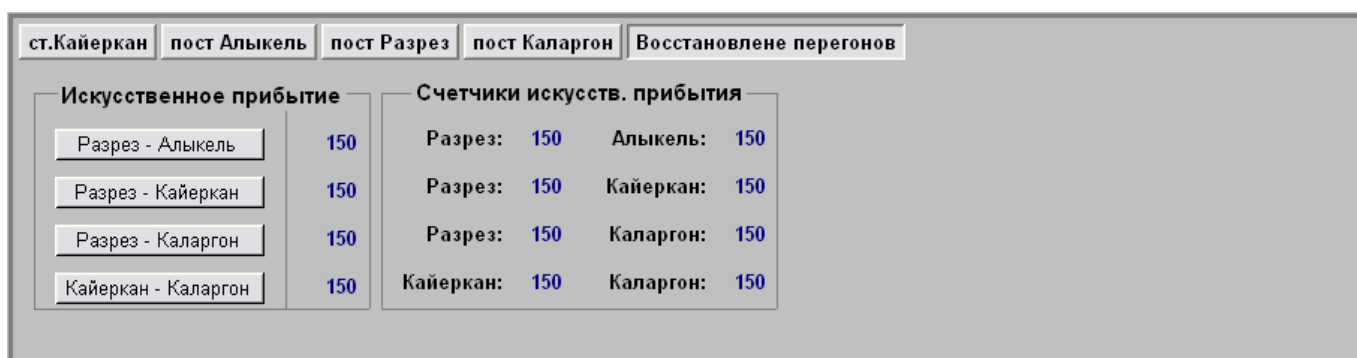 ст.Кайеркан пост Алыкель пост Разрез пост Каларгон Восстановлене перегонов
Искусственное прибытие Счетчики искусств. прибытия
Разрез - Алыкель 150 Разрез: 150 Алыкель: 150
Разрез - Кайеркан 150 Разрез: 150 Кайеркан: 150
Разрез - Каларгон 150 Разрез: 150 Каларгон: 150
Кайеркан - Каларгон 150 Кайеркан: 150 Каларгон: 150